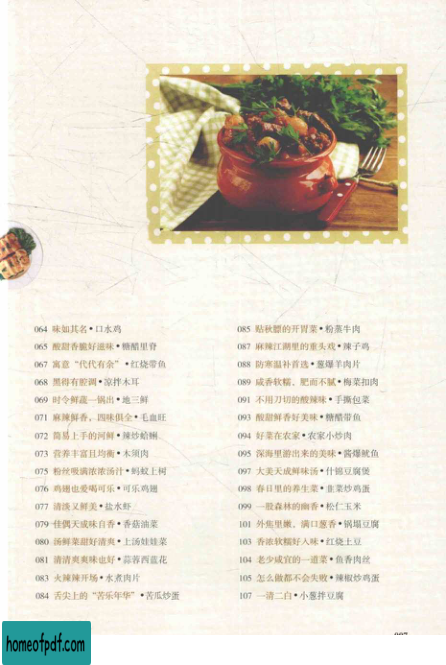 064 味如其名•口水鸡
065 酸甜香脆好滋味•糖醋里脊
067 寓意“代代有余”•红烧带鱼
068 黑得有腔调•凉拌木耳
069 时令鲜蔬一锅出•地三鲜
071 麻辣鲜香，四味俱全•毛血旺
072 简易上手的河鲜•辣炒蛤蜊
073 营养丰富且均衡•木须肉
075 粉丝吸满浓浓汤汁•蚂蚁上树
076 鸡翅也爱喝可乐•可乐鸡翅
077 清淡又鲜美•盐水虾
079 佳偶天成味自香•香菇油菜
080 汤鲜菜甜好清爽•上汤娃娃菜
081 清清爽爽味也好•蒜蓉西蓝花
083 火辣辣开场•水煮肉片
084 舌尖上的“苦乐年华”•苦瓜炒蛋
085 贴秋膘的开胃菜•粉蒸牛肉
087 麻辣江湖里的重头戏•辣子鸡
088 防寒温补首选•葱爆羊肉片
089 咸香软糯，肥而不腻•梅菜扣肉
091 不用刀切的酸辣味•手撕包菜
093 酸甜鲜香好美味•糖醋带鱼
094 好菜在农家•农家小炒肉
095 深海里游出来的美味•酱爆鱿鱼
097 大美天成鲜味汤•什锦豆腐煲
098 春日里的养生菜•韭菜炒鸡蛋
099 一股森林的幽香•松仁玉米
101 外焦里嫩，满口葱香•锅塌豆腐
103 香浓软糯好入味•红烧土豆
104 老少咸宜的一道菜•鱼香肉丝
105 怎么做都不会失败•辣椒炒鸡蛋
107 一清二白•小葱拌豆腐
homeofpdf.com